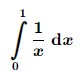 ∫₀¹ 1/x dx